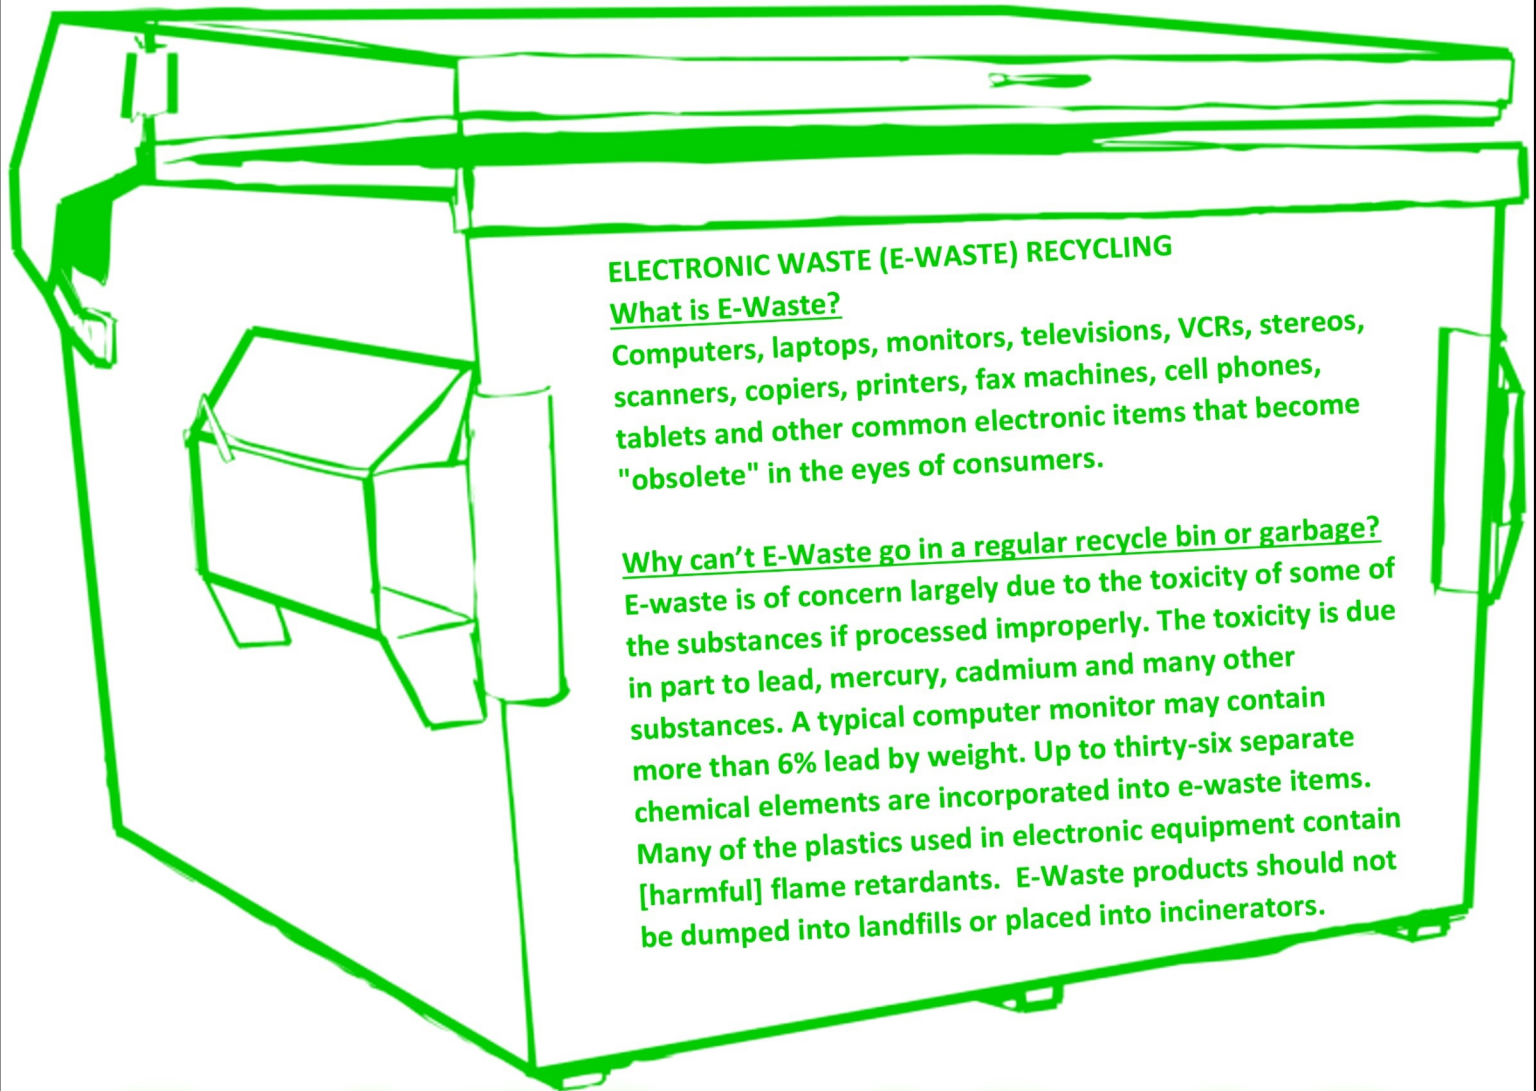 ELECTRONIC WASTE (E-WASTE) RECYCLING
What is E-Waste?
Computers, laptops, monitors, televisions, VCRs, stereos,
scanners, copiers, printers, fax machines, cell phones,
tablets and other common electronic items that become
"obsolete" in the eyes of consumers.
Why can’t E-Waste go in a regular recycle bin or garbage?
E-waste is of concern largely due to the toxicity of some of
the substances if processed improperly. The toxicity is due
in part to lead, mercury, cadmium and many other
substances. A typical computer monitor may contain
more than 6% lead by weight. Up to thirty-six separate
chemical elements are incorporated into e-waste items.
Many of the plastics used in electronic equipment contain
[harmful] flame retardants.  E-Waste products should not
be dumped into landfills or placed into incinerators.